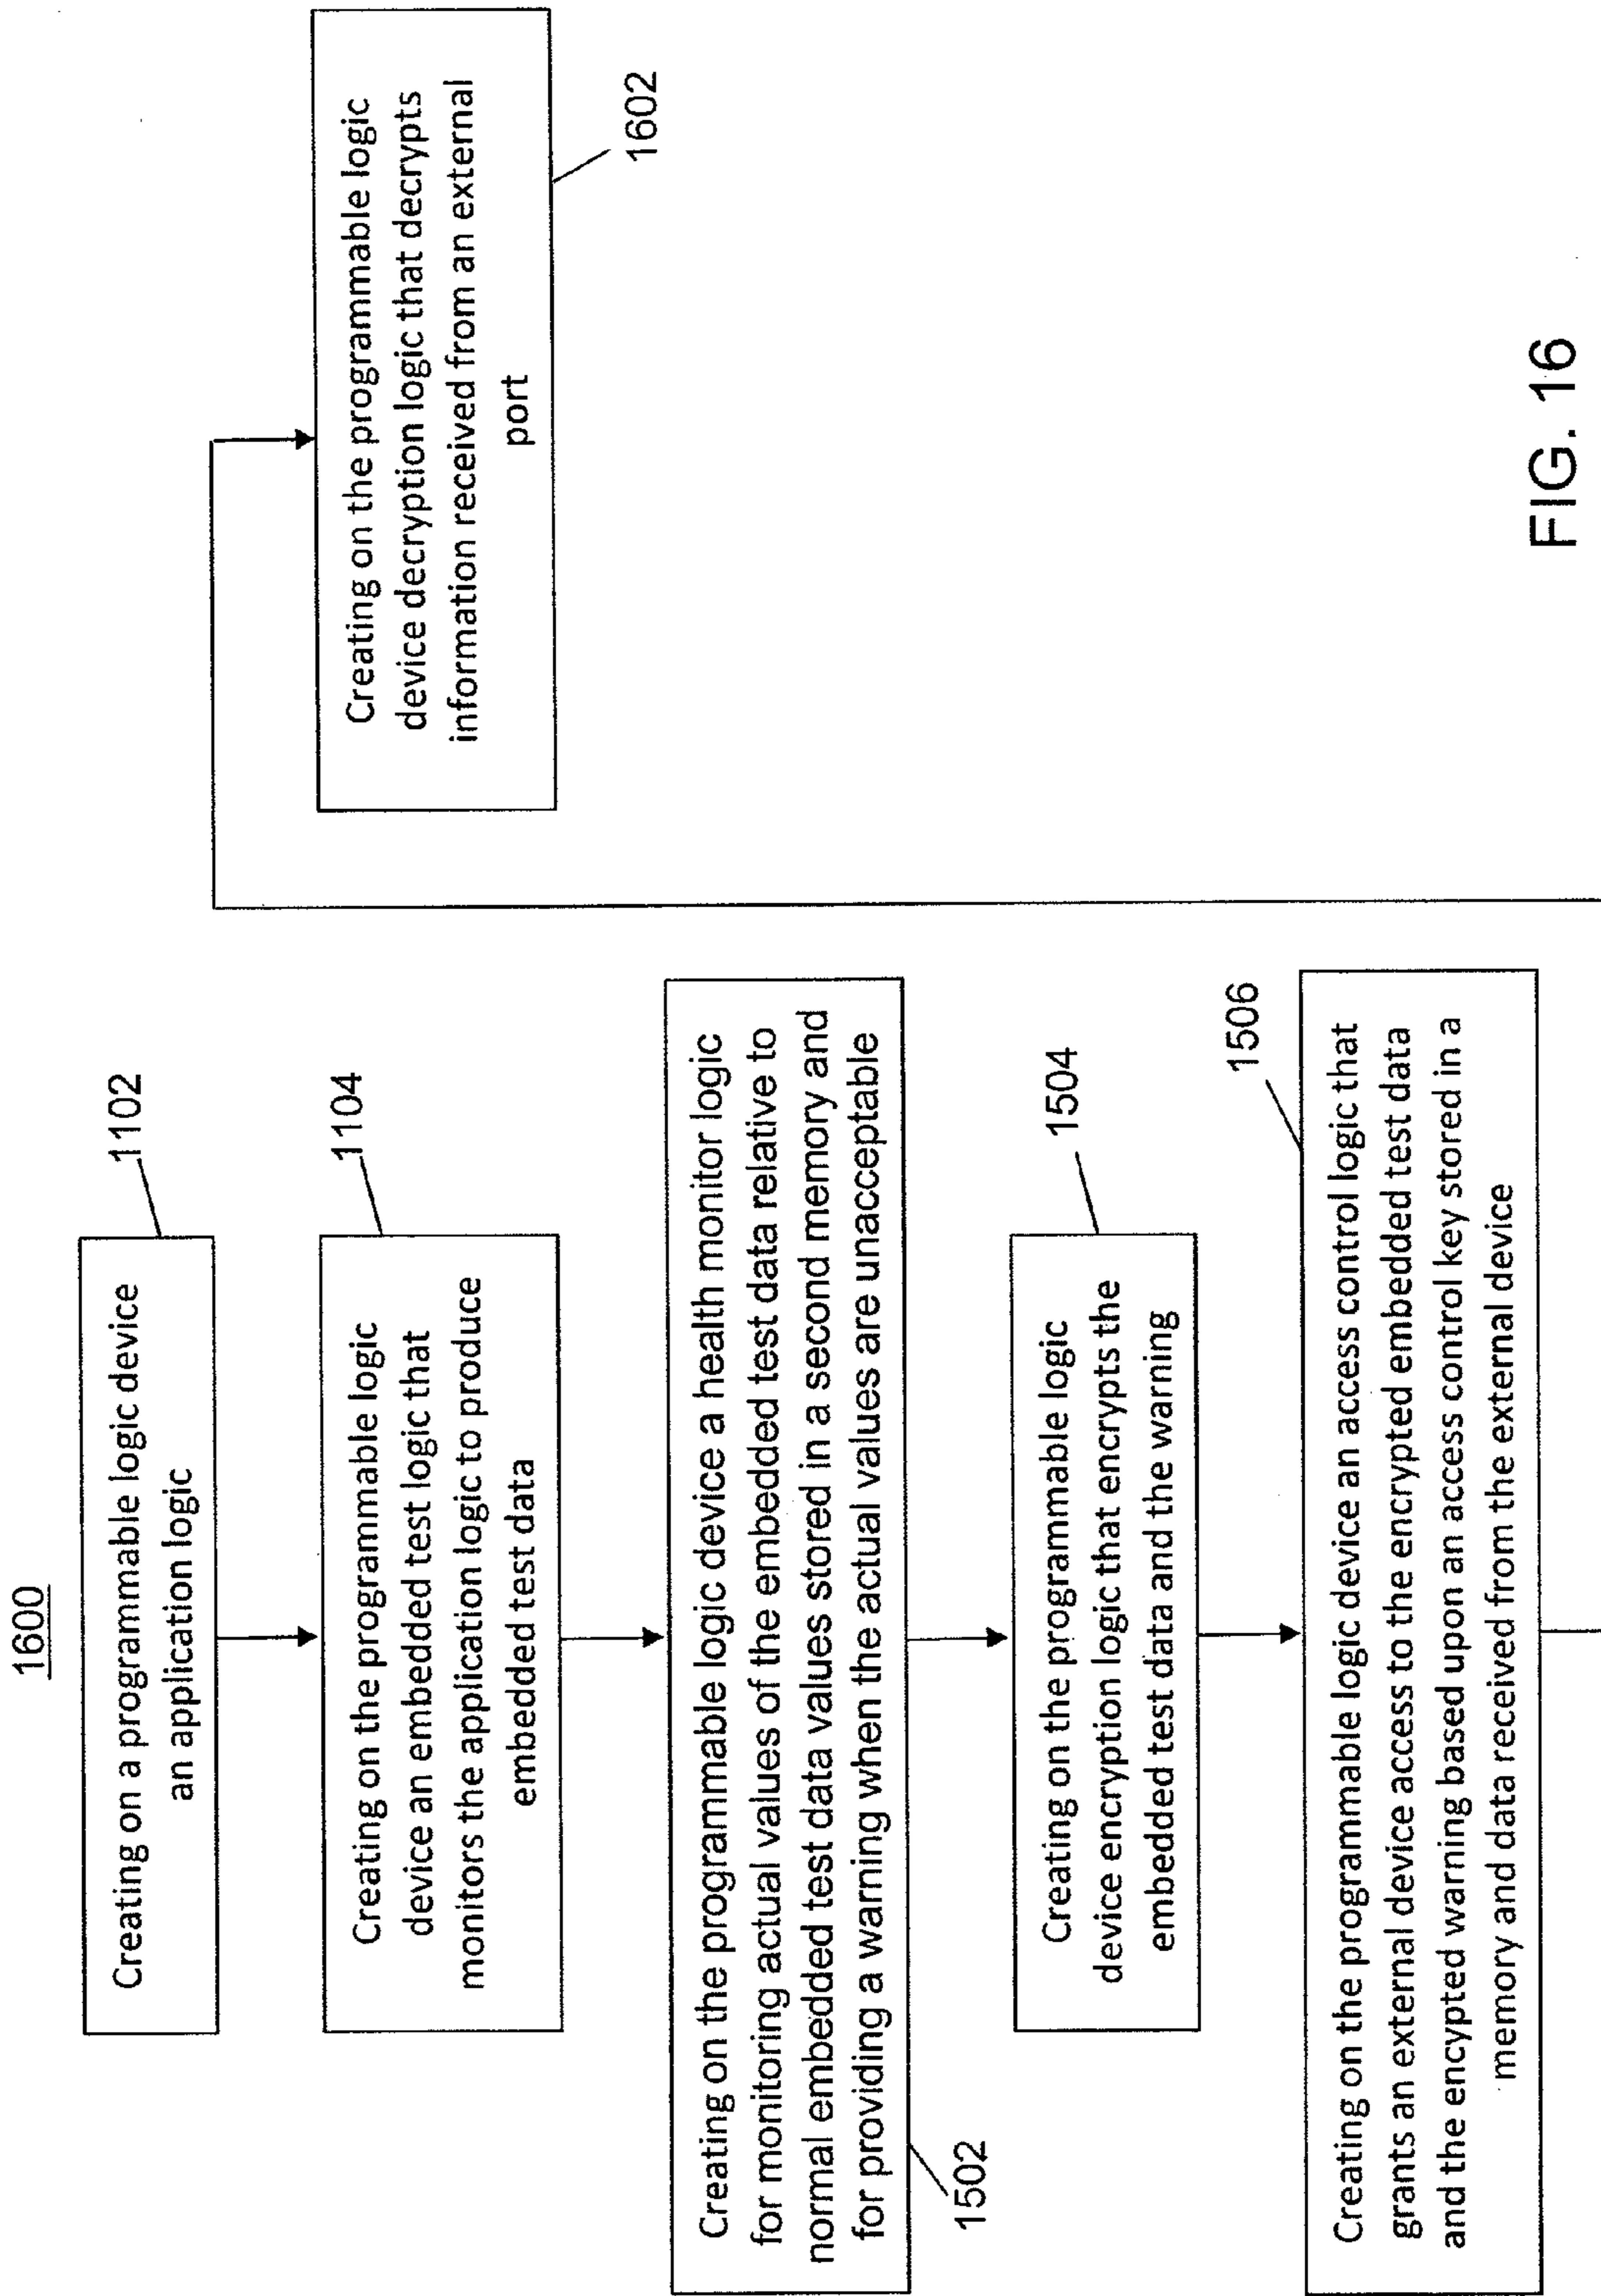 1600
Creating on a programmable logic device
an application logic
1102
Creating on the programmable logic
device an embedded test logic that
monitors the application logic to produce
embedded test data
1104
Creating on the programmable logic device a health monitor logic
for monitoring actual values of the embedded test data relative to
normal embedded test data values stored in a second memory and
for providing a warning when the actual values are unacceptable
1502
Creating on the programmable logic
device encryption logic that encrypts the
embedded test data and the warning
1504
Creating on the programmable logic device an access control logic that
grants an external device access to the encrypted embedded test data
and the encypted warning based upon an access control key stored in a
memory and data received from the external device
1506
Creating on the programmable logic
device decryption logic that decrypts
information received from an external
port
1602
FIG. 16